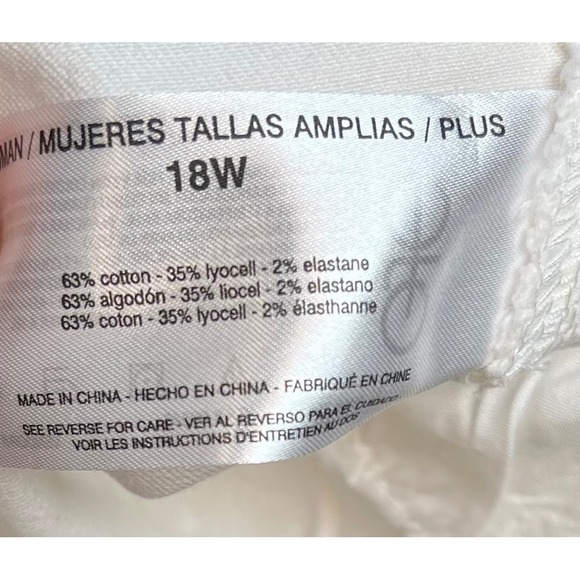 MAN / MUJERES TALLAS AMPLIAS / PLUS
18W
63% cotton - 35% lyocell - 2% elastane
63% algodón - 35% liocel - 2% elastano
63% coton - 35% lyocell - 2% élasthanne
MADE IN CHINA - HECHO EN CHINA - FABRIQUÉ EN CHINE
SEE REVERSE FOR CARE - VER AL REVERSO PARA EL CUIDADO
VOIR LES INSTRUCTIONS D'ENTRETIEN AU DOS